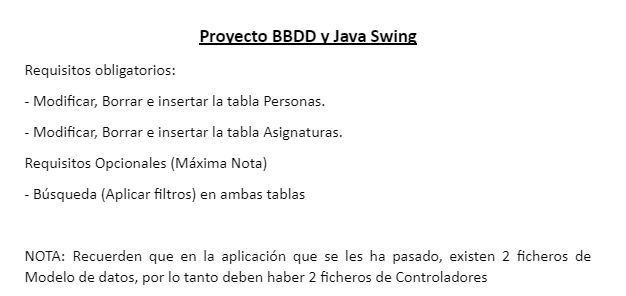 Proyecto BBDD y Java Swing
Requisitos obligatorios:
- Modificar, Borrar e insertar la tabla Personas.
- Modificar, Borrar e insertar la tabla Asignaturas.
Requisitos Opcionales (Máxima Nota)
- Búsqueda (Aplicar filtros) en ambas tablas
NOTA: Recuerden que en la aplicación que se les ha pasado, existen 2 ficheros de
Modelo de datos, por lo tanto deben haber 2 ficheros de Controladores